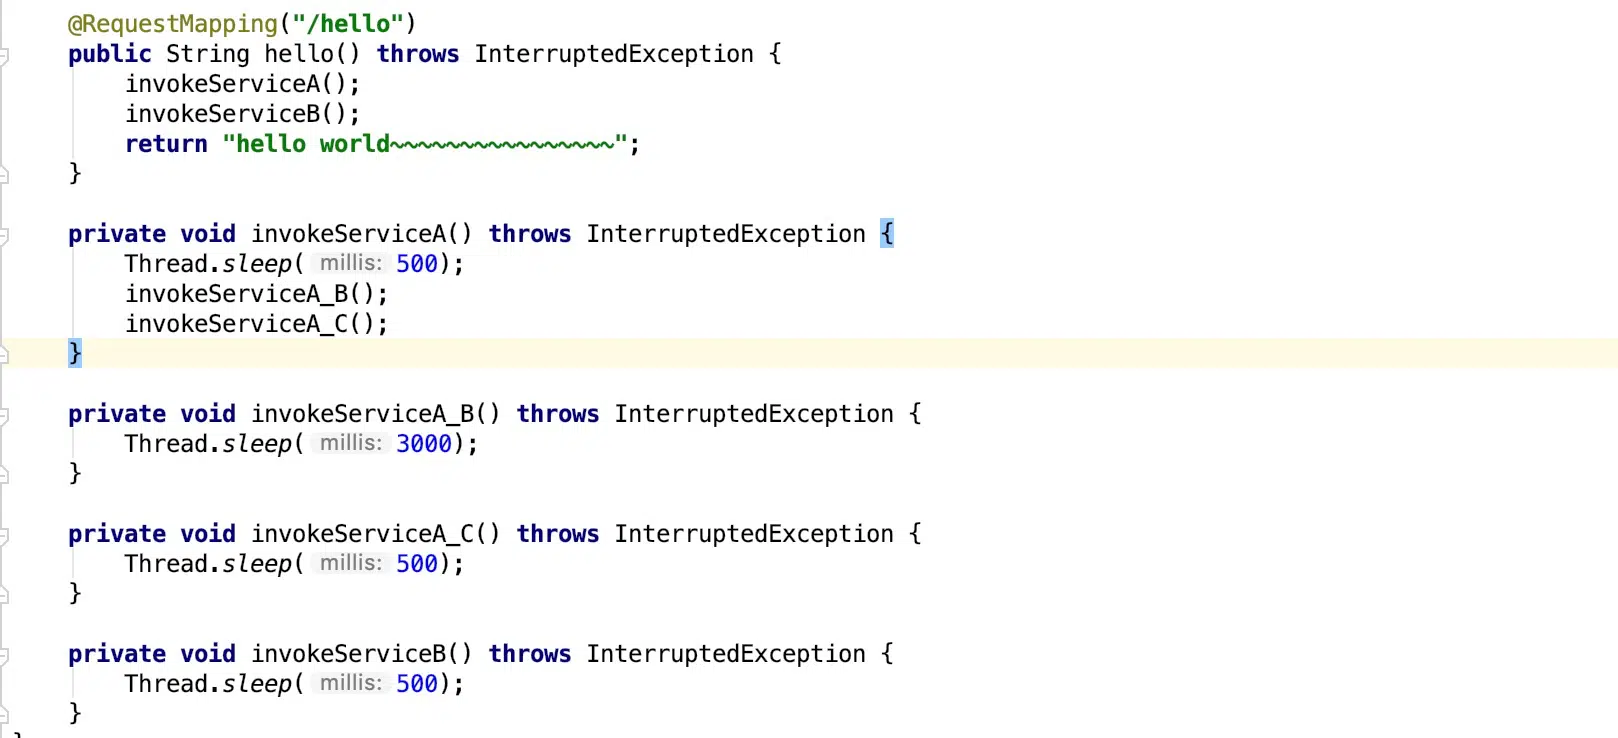 @RequestMapping("/hello")
public String hello() throws InterruptedException {
invokeServiceA();
invokeServiceB();
return "hello world~~~~~~~~~~~~~~~~";
}
private void invokeServiceA() throws InterruptedException {
Thread.sleep( millis: 500);
invokeServiceA_B();
invokeServiceA_C();
}
private void invokeServiceA_B() throws InterruptedException {
Thread.sleep( millis: 3000);
}
private void invokeServiceA_C() throws InterruptedException {
Thread.sleep( millis: 500);
}
private void invokeServiceB() throws InterruptedException {
Thread.sleep( millis: 500);
}
}